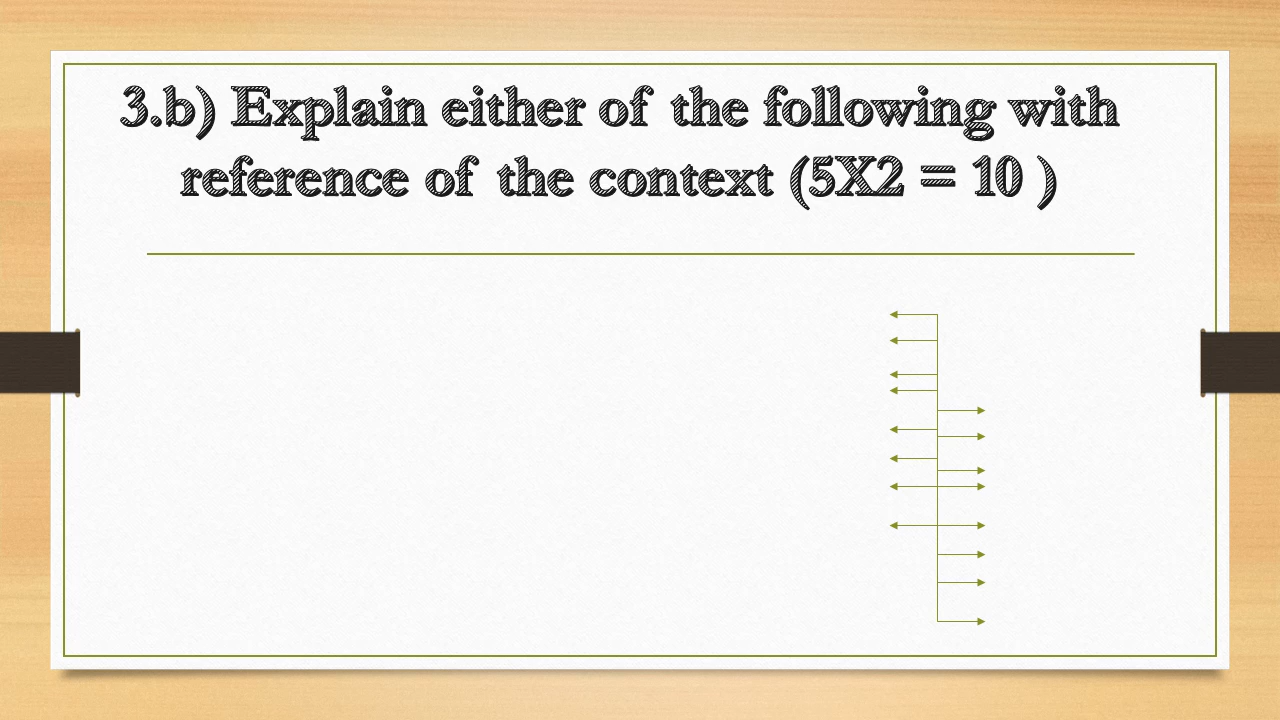 3.b) Explain either of the following with
reference of the context (5X2 = 10 )